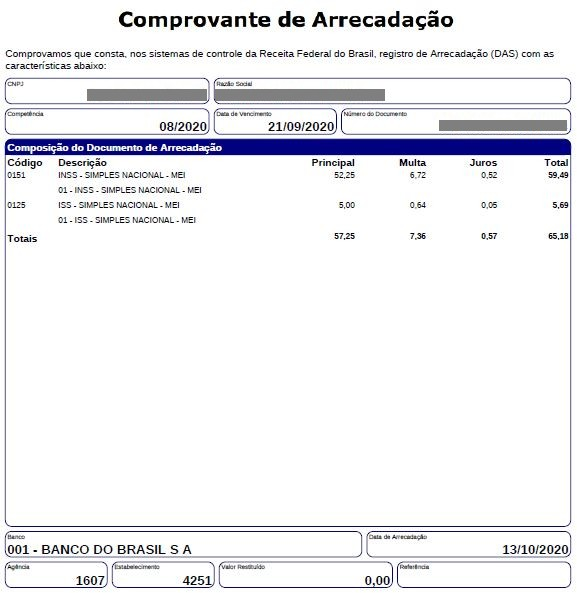 Comprovante de Arrecadação
Comprovamos que consta, nos sistemas de controle da Receita Federal do Brasil, registro de Arrecadação (DAS) com as
características abaixo:
CNPJ Razão Social
Competência Data de Vencimento Número do Documento
08/2020 21/09/2020
Composição do Documento de Arrecadação
Código Descrição Principal Multa Juros Total
0151 INSS - SIMPLES NACIONAL - MEI 52,25 6,72 0,52 59,49
01 - INSS - SIMPLES NACIONAL - MEI
0125 ISS - SIMPLES NACIONAL - MEI 5,00 0,64 0,05 5,69
01 - ISS - SIMPLES NACIONAL - MEI
Totais 57,25 7,36 0,57 65,18
Banco Data de Arrecadação
001 - BANCO DO BRASIL S A 13/10/2020
Agência Estabelecimento Valor Restituído Referência
1607 4251 0,00